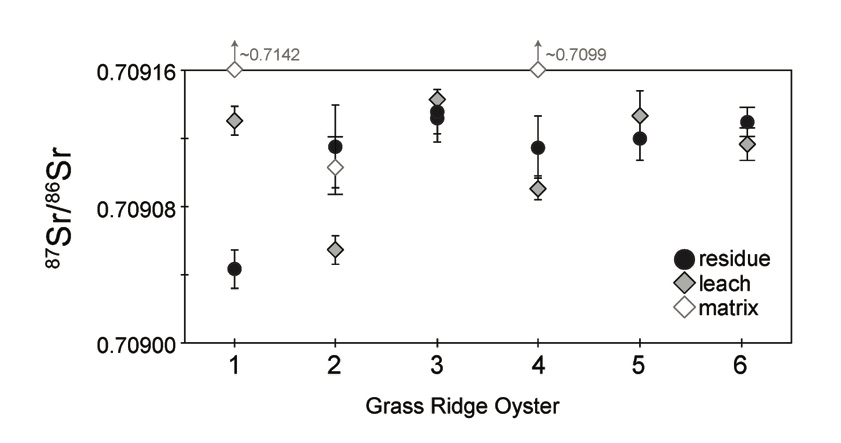 ~0.7142
~0.7099
0.70916
0.70908
0.70900
87Sr/86Sr
residue
leach
matrix
1 2 3 4 5 6
Grass Ridge Oyster